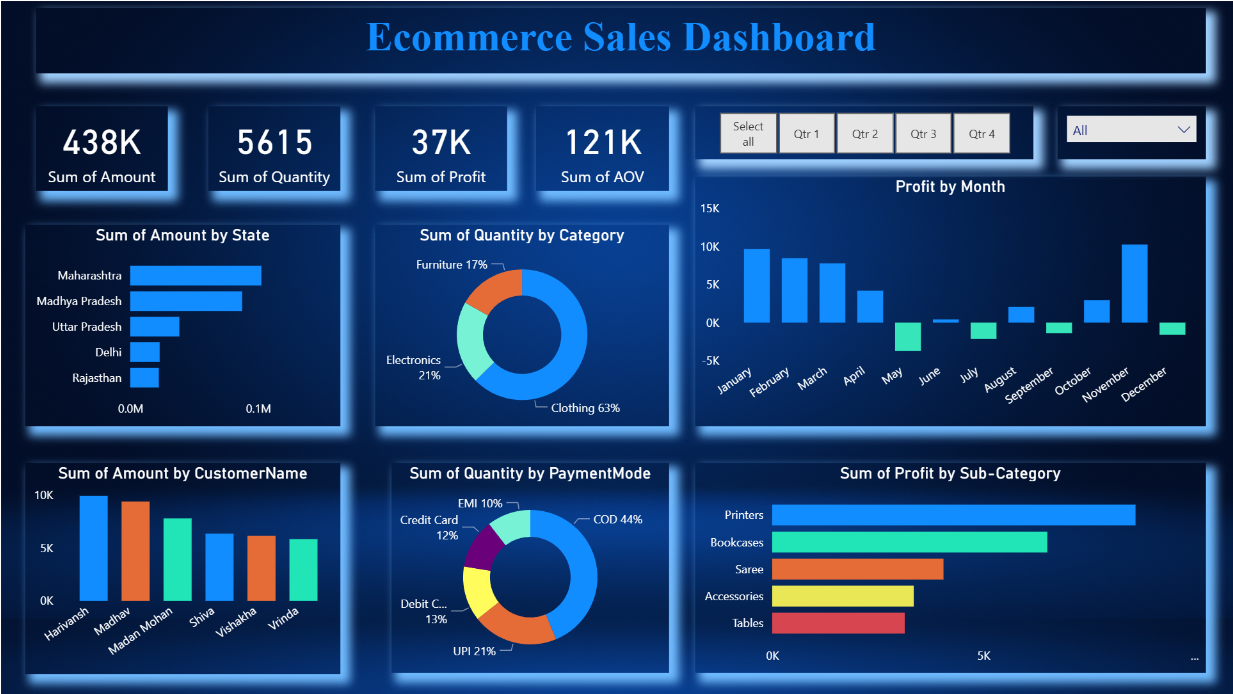 Ecommerce Sales Dashboard
438K
Sum of Amount
5615
Sum of Quantity
37K
Sum of Profit
121K
Sum of AOV
Select
all
Qtr 1
Qtr 2
Qtr 3
Qtr 4
All
Sum of Amount by State
Maharashtra
Madhya Pradesh
Uttar Pradesh
Delhi
Rajasthan
0.0M
0.1M
Sum of Quantity by Category
Furniture 17%
Electronics
21%
Clothing 63%
Profit by Month
15K
10K
5K
0K
-5K
January
February
March
April
May
June
July
August
September
October
November
December
Sum of Amount by CustomerName
10K
5K
0K
Harivansh
Madhav
Madan Mohan
Shiva
Vishakha
Vrinda
Sum of Quantity by PaymentMode
EMI 10%
Credit Card
12%
COD 44%
Debit C...
13%
UPI 21%
Sum of Profit by Sub-Category
Printers
Bookcases
Saree
Accessories
Tables
0K
5K
...